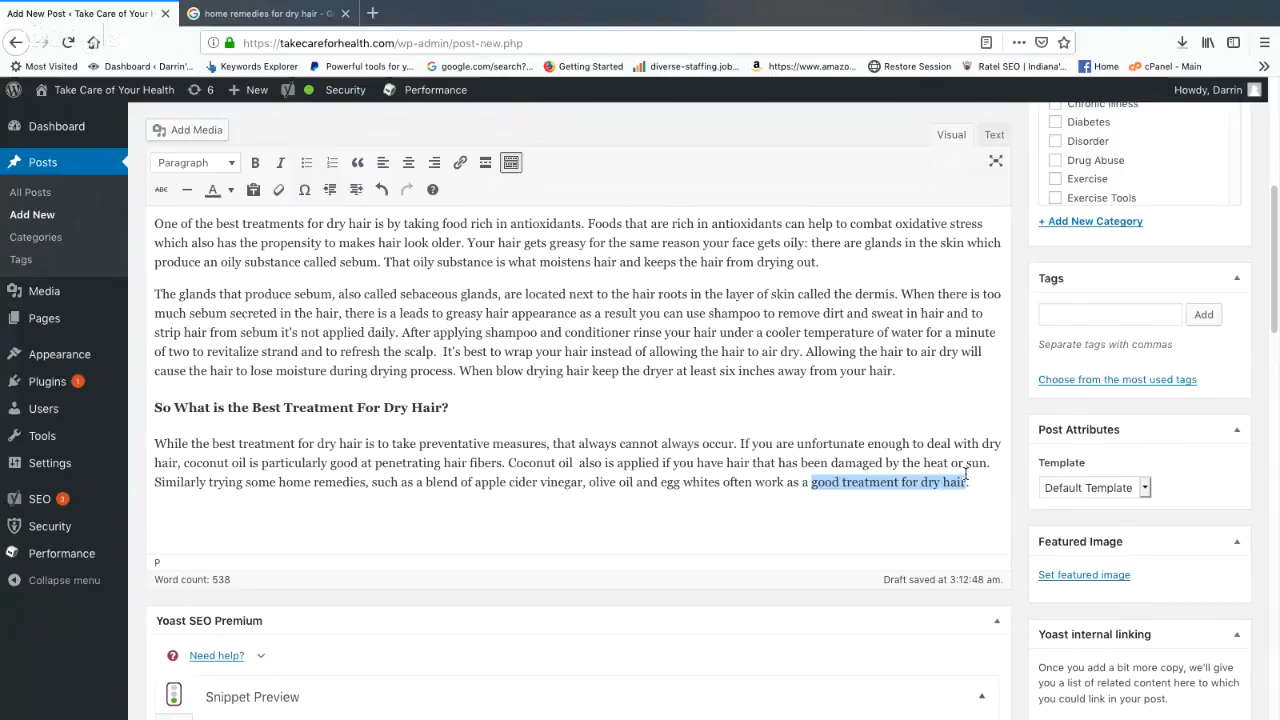 Add New Post ‹ Take Care of Your H
home remedies for dry hair - G
https://takecareforhealth.com/wp-admin/post-new.php
Most Visited Dashboard ‹ Darrin'... Keywords Explorer Powerful tools for y... google.com/search?... Getting Started diverse-staffing.job... https://www.amazo... Restore Session Ratel SEO | Indiana'... Home cPanel - Main
Take Care of Your Health 6 New Security Performance Howdy, Darrin
Dashboard
Posts
All Posts
Add New
Categories
Tags
Media
Pages
Appearance
Plugins 1
Users
Tools
Settings
SEO 3
Security
Performance
Collapse menu
Add Media
Visual Text
Paragraph
One of the best treatments for dry hair is by taking food rich in antioxidants. Foods that are rich in antioxidants can help to combat oxidative stress
which also has the propensity to makes hair look older. Your hair gets greasy for the same reason your face gets oily: there are glands in the skin which
produce an oily substance called sebum. That oily substance is what moistens hair and keeps the hair from drying out.
The glands that produce sebum, also called sebaceous glands, are located next to the hair roots in the layer of skin called the dermis. When there is too
much sebum secreted in the hair, there is a leads to greasy hair appearance as a result you can use shampoo to remove dirt and sweat in hair and to
strip hair from sebum it's not applied daily. After applying shampoo and conditioner rinse your hair under a cooler temperature of water for a minute
of two to revitalize strand and to refresh the scalp. It's best to wrap your hair instead of allowing the hair to air dry. Allowing the hair to air dry will
cause the hair to lose moisture during drying process. When blow drying hair keep the dryer at least six inches away from your hair.
So What is the Best Treatment For Dry Hair?
While the best treatment for dry hair is to take preventative measures, that always cannot always occur. If you are unfortunate enough to deal with dry
hair, coconut oil is particularly good at penetrating hair fibers. Coconut oil also is applied if you have hair that has been damaged by the heat or sun.
Similarly trying some home remedies, such as a blend of apple cider vinegar, olive oil and egg whites often work as a good treatment for dry hair.
P
Word count: 538 Draft saved at 3:12:48 am.
Yoast SEO Premium
Need help?
Snippet Preview
Chronic Illness
Diabetes
Disorder
Drug Abuse
Exercise
Exercise Tools
+ Add New Category
Tags
Add
Separate tags with commas
Choose from the most used tags
Post Attributes
Template
Default Template
Featured Image
Set featured image
Yoast internal linking
Once you add a bit more copy, we'll give
you a list of related content here to which
you could link in your post.